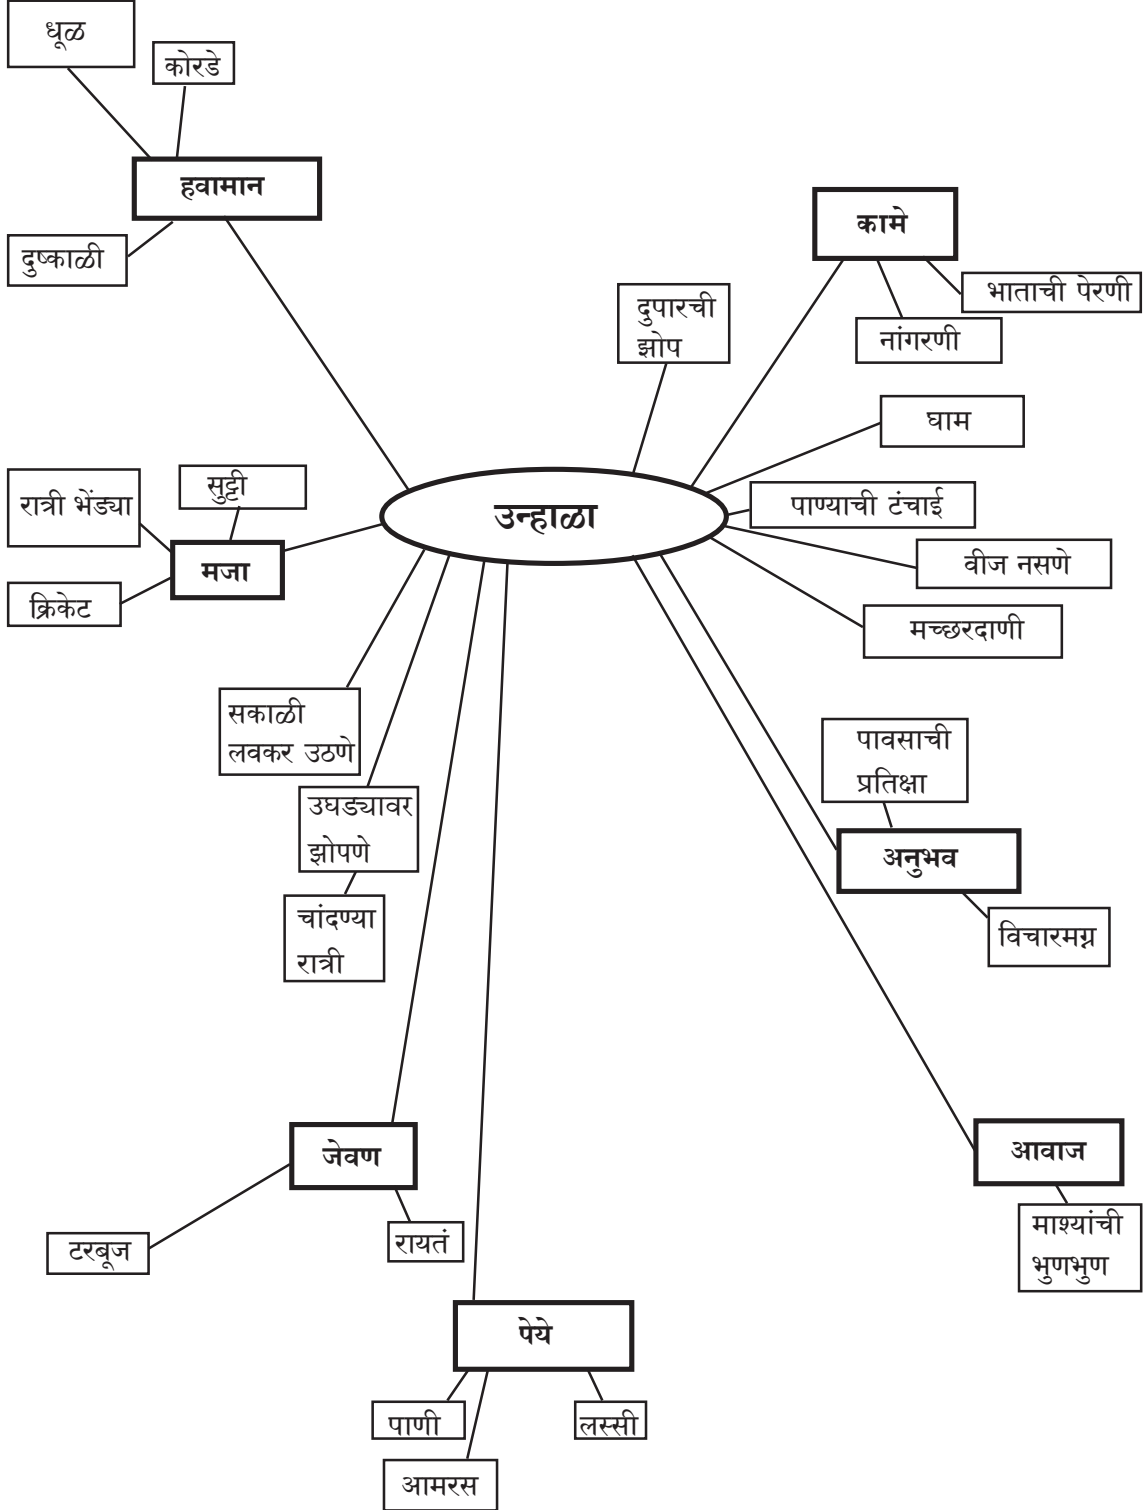 धूळ
कोरडे
हवामान
दुष्काळी
कामे
भाताची पेरणी
नांगरणी
दुपारची
झोप
घाम
उन्हाळा
पाण्याची टंचाई
वीज नसणे
मच्छरदाणी
रात्री भेंड्या
सुट्टी
मजा
क्रिकेट
सकाळी
लवकर उठणे
उघड्यावर
झोपणे
चांदण्या
रात्री
पावसाची
प्रतिक्षा
अनुभव
विचारमग्न
जेवण
टरबूज
रायतं
आवाज
माश्यांची
भुणभुण
पेये
पाणी
लस्सी
आमरस